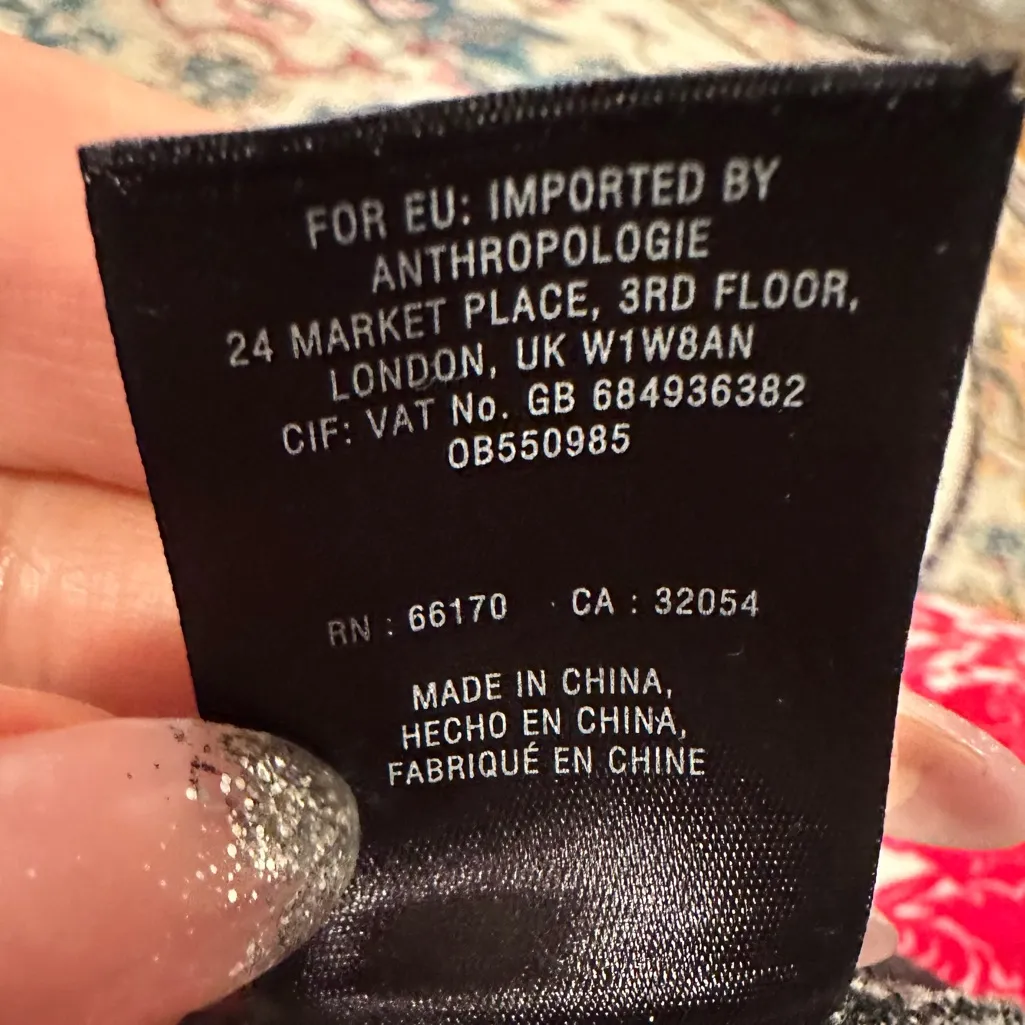 FOR EU: IMPORTED BY
ANTHROPOLOGIE
24 MARKET PLACE, 3RD FLOOR,
LONDON, UK W1W8AN
CIF: VAT No. GB 684936382
OB550985
RN : 66170 CA : 32054
MADE IN CHINA,
HECHO EN CHINA,
FABRIQUÉ EN CHINE